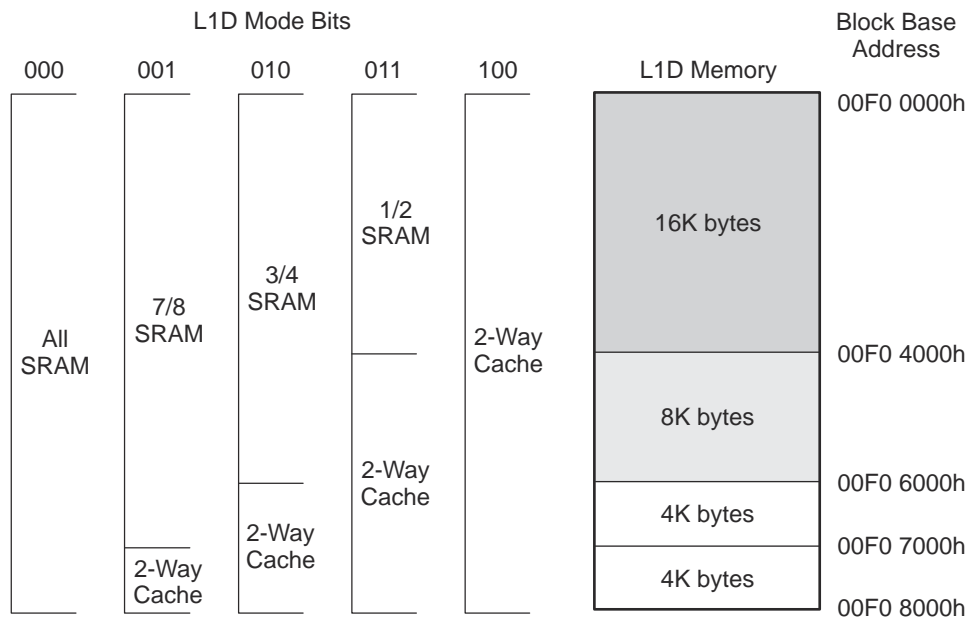 L1D Mode Bits
Block Base
Address
000 001 010 011 100 L1D Memory
00F0 0000h
1/2
SRAM
16K bytes
3/4
SRAM
7/8
SRAM
All
SRAM
2-Way
Cache
00F0 4000h
8K bytes
2-Way
Cache
00F0 6000h
4K bytes
2-Way
Cache
00F0 7000h
2-Way
Cache
4K bytes
00F0 8000h